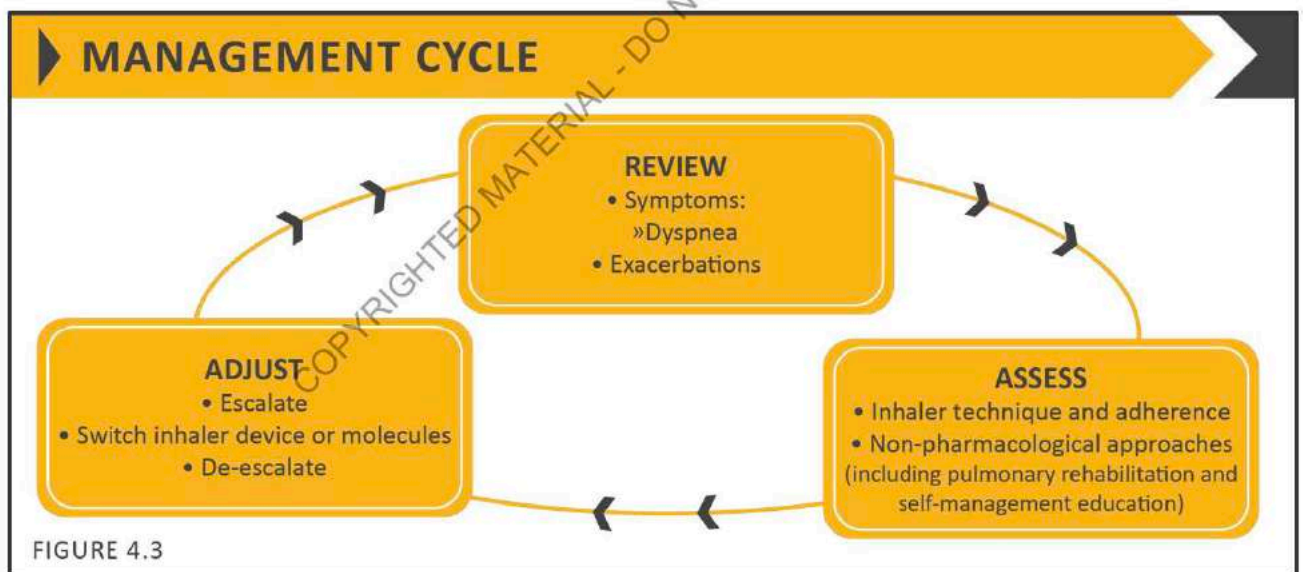 COPYRIGHTED MATERIAL - DO N
MANAGEMENT CYCLE
REVIEW
• Symptoms:
»Dyspnea
• Exacerbations
ADJUST
• Escalate
• Switch inhaler device or molecules
• De-escalate
ASSESS
• Inhaler technique and adherence
• Non-pharmacological approaches
(including pulmonary rehabilitation and
self-management education)
FIGURE 4.3